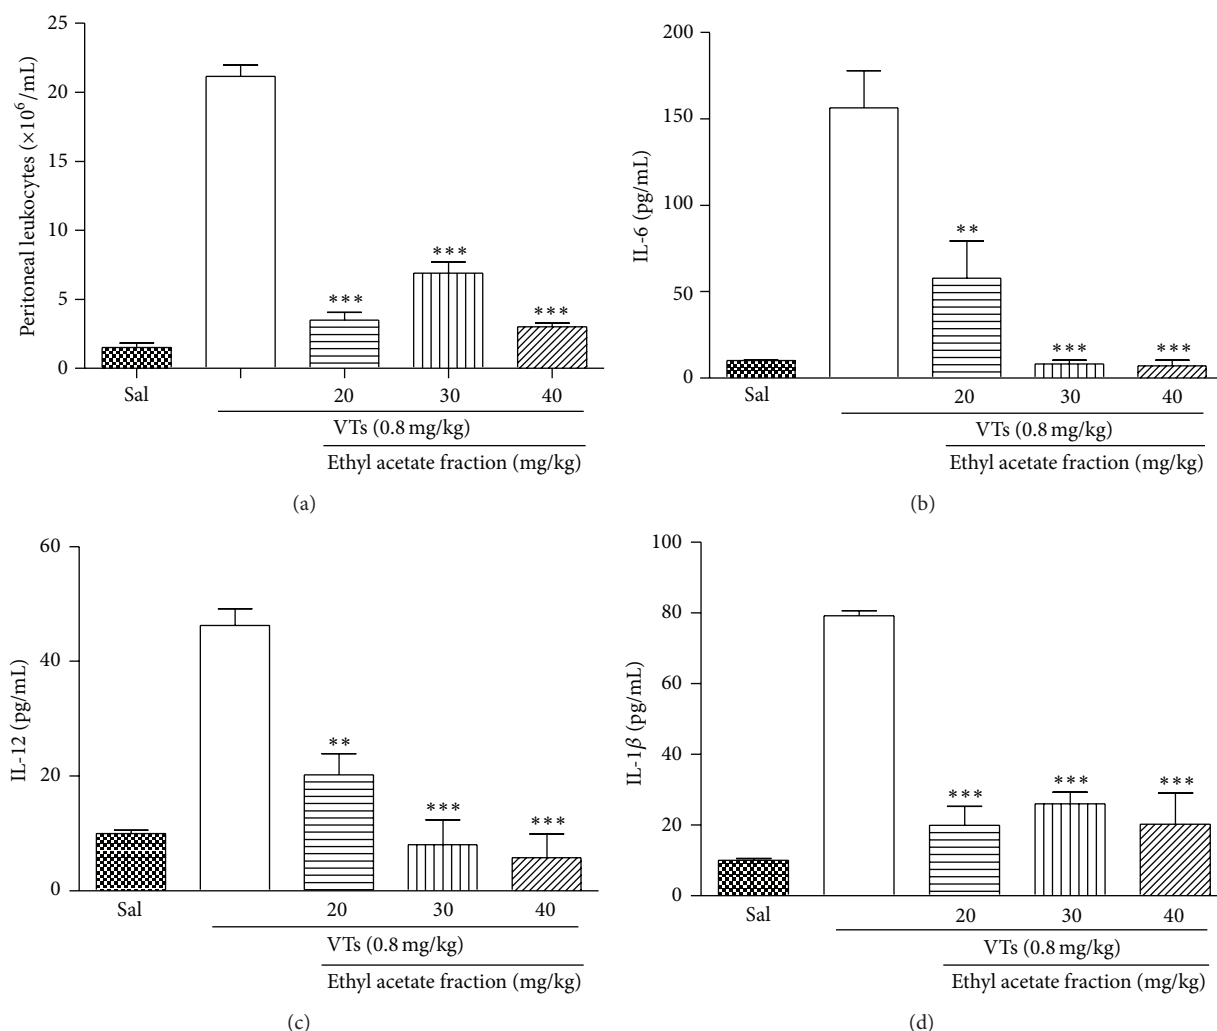 25
20
15
10
5
0
Peritoneal leukocytes (×10⁶/mL)
***
***
***
Sal
20
30
40
VTs (0.8 mg/kg)
Ethyl acetate fraction (mg/kg)
(a)
200
150
100
50
0
IL-6 (pg/mL)
**
***
***
Sal
20
30
40
VTs (0.8 mg/kg)
Ethyl acetate fraction (mg/kg)
(b)
60
40
20
0
IL-12 (pg/mL)
**
***
***
Sal
20
30
40
VTs (0.8 mg/kg)
Ethyl acetate fraction (mg/kg)
(c)
100
80
60
40
20
0
IL-1β (pg/mL)
***
***
***
Sal
20
30
40
VTs (0.8 mg/kg)
Ethyl acetate fraction (mg/kg)
(d)